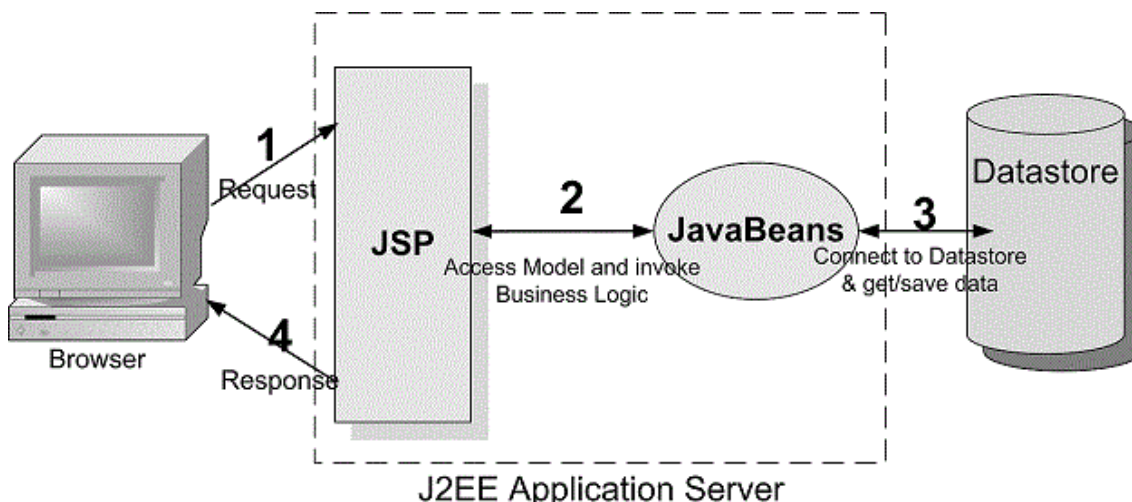 1
Request
JSP
2
Access Model and invoke
Business Logic
JavaBeans
3
Connect to Datastore
& get/save data
Datastore
4
Response
Browser
J2EE Application Server